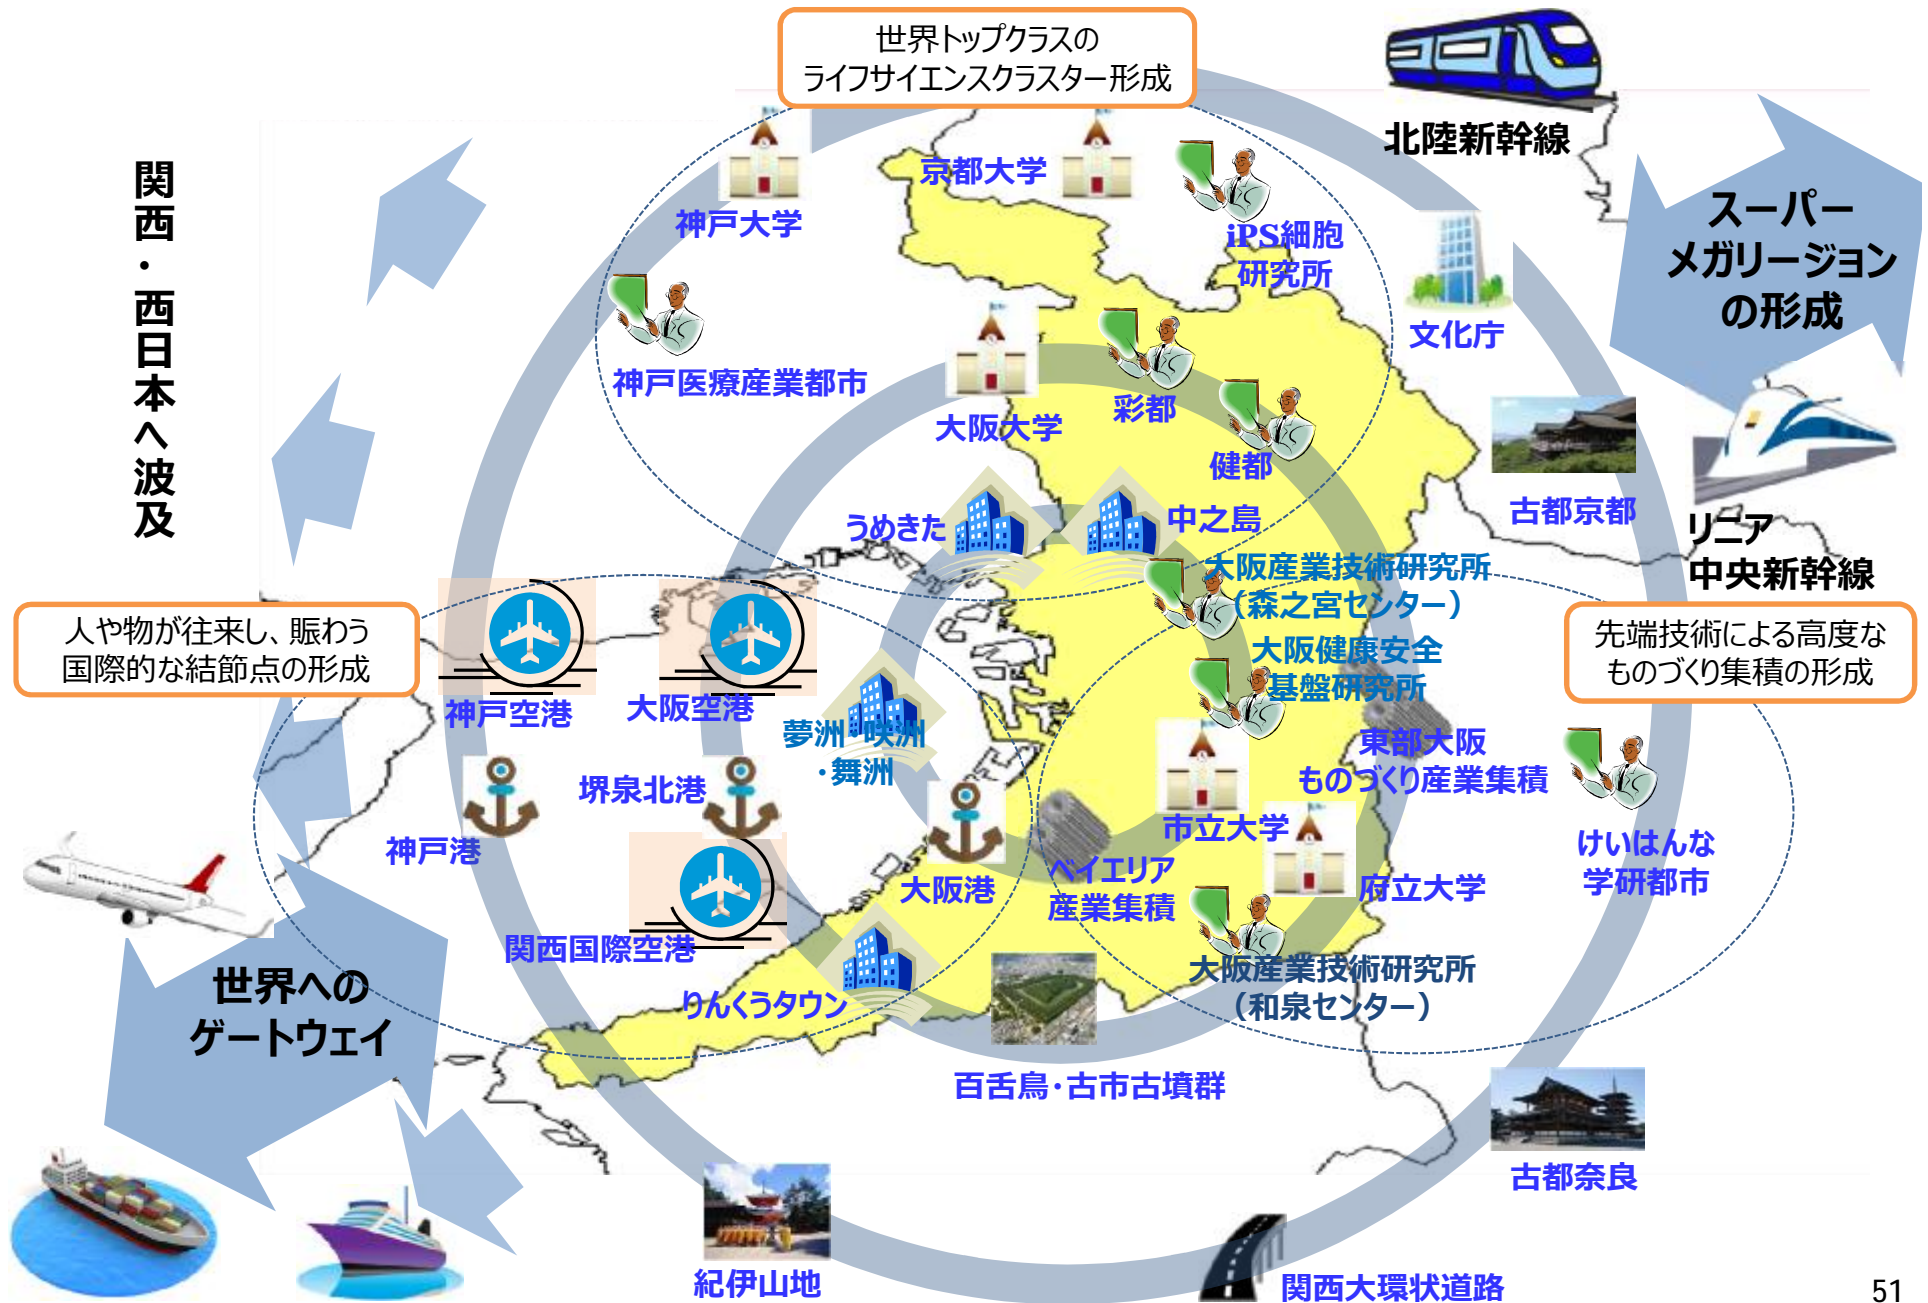 世界トップクラスの
ライフサイエンスクラスター形成
北陸新幹線
関西・西日本へ波及
スーパー
メガリージョン
の形成
京都大学
神戸大学
iPS細胞
研究所
文化庁
神戸医療産業都市
大阪大学
彩都
健都
古都京都
うめきた
中之島
リニア
中央新幹線
大阪産業技術研究所
（森之宮センター）
人や物が往来し、賑わう
国際的な結節点の形成
先端技術による高度な
ものづくり集積の形成
大阪健康安全
基盤研究所
神戸空港
大阪空港
夢洲・咲洲
・舞洲
東部大阪
ものづくり産業集積
堺泉北港
神戸港
市立大学
けいはんな
学研都市
大阪港
ベイエリア
産業集積
府立大学
関西国際空港
大阪産業技術研究所
（和泉センター）
りんくうタウン
世界への
ゲートウェイ
百舌鳥・古市古墳群
古都奈良
紀伊山地
関西大環状道路
51